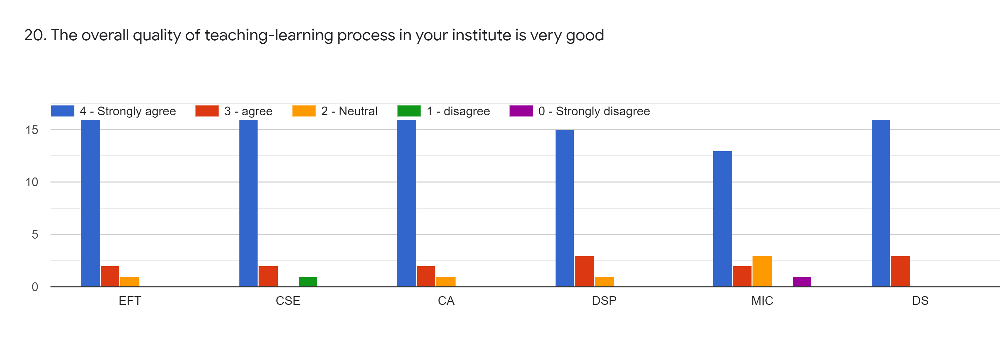 20. The overall quality of teaching-learning process in your institute is very good
4 - Strongly agree 3 - agree 2 - Neutral 1 - disagree 0 - Strongly disagree
15
10
5
0
EFT CSE CA DSP MIC DS